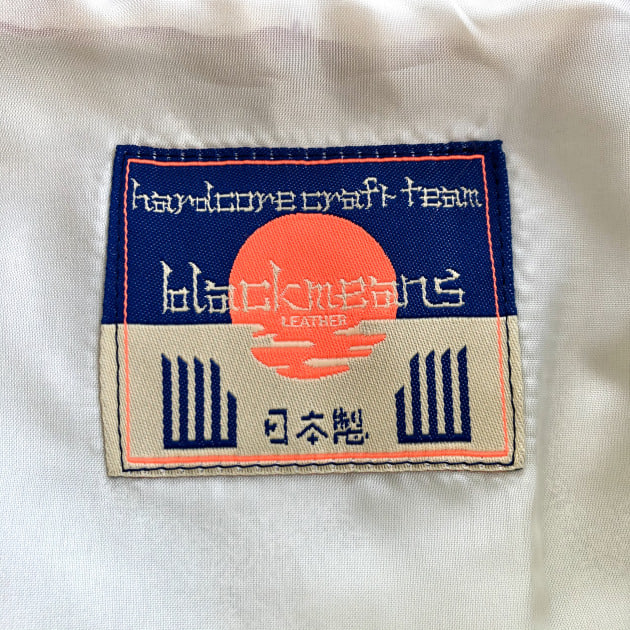 hardcore craft team
blackmeans
LEATHER
日本製